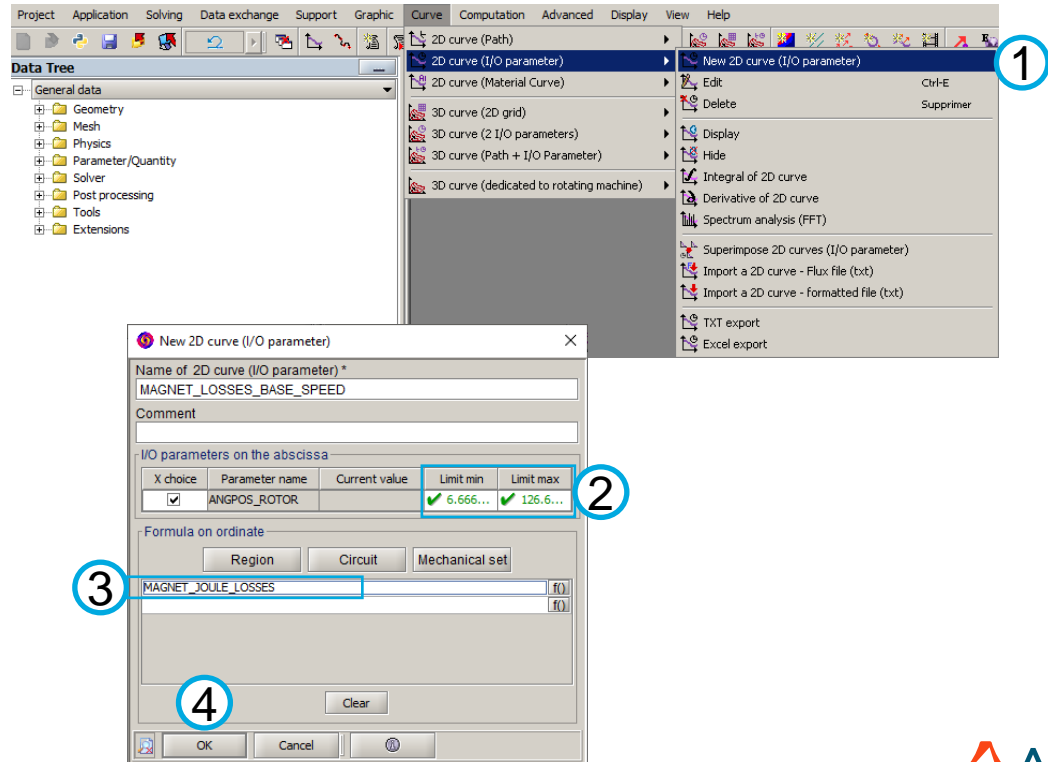 Project Application Solving Data exchange Support Graphic Curve Computation Advanced Display View Help
2D curve (Path)
Data Tree
2D curve (I/O parameter)
New 2D curve (I/O parameter)
1
General data
2D curve (Material Curve)
Edit Ctrl-E
Geometry
Delete Supprimer
Mesh
3D curve (2D grid)
Physics
3D curve (2 I/O parameters)
Display
Parameter/Quantity
3D curve (Path + I/O Parameter)
Hide
Solver
Integral of 2D curve
Post processing
3D curve (dedicated to rotating machine)
Derivative of 2D curve
Tools
Spectrum analysis (FFT)
Extensions
Superimpose 2D curves (I/O parameter)
Import a 2D curve - Flux file (txt)
Import a 2D curve - formatted file (txt)
TXT export
Excel export
New 2D curve (I/O parameter)
Name of 2D curve (I/O parameter) *
MAGNET_LOSSES_BASE_SPEED
Comment
I/O parameters on the abscissa
X choice Parameter name Current value Limit min Limit max
ANGPOS_ROTOR 6.666... 126.6...
2
Formula on ordinate
Region Circuit Mechanical set
3
MAGNET_JOULE_LOSSES f()
f()
Clear
4
OK Cancel